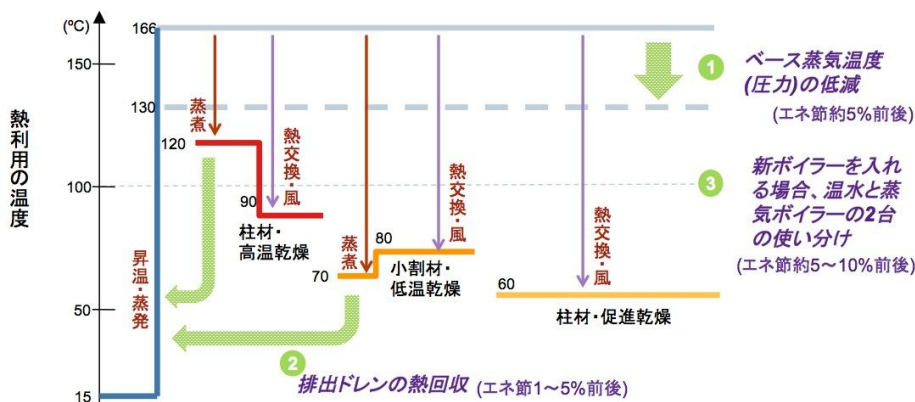 (℃)
熱利用の温度
166
150
130
120
100
90
80
70
60
50
15
昇温・蒸発
蒸煮
熱交換・風
柱材・
高温乾燥
蒸煮
熱交換・風
小割材・
低温乾燥
熱交換・風
柱材・促進乾燥
1
ベース蒸気温度
(圧力)の低減
(エネ節約5%前後)
3
新ボイラーを入れ
る場合、温水と蒸
気ボイラーの2台
の使い分け
(エネ節約5～10%前後)
2
排出ドレンの熱回収 (エネ節1～5%前後)